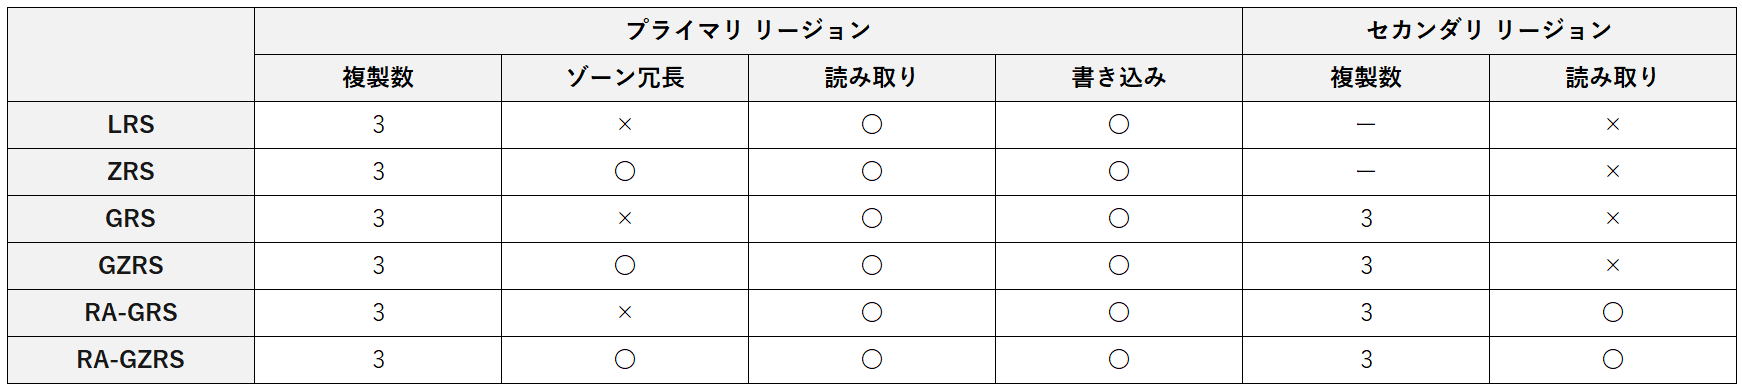 プライマリ リージョン セカンダリ リージョン
複製数 ゾーン冗長 読み取り 書き込み 複製数 読み取り
LRS 3 × 〇 〇 ー ×
ZRS 3 〇 〇 〇 ー ×
GRS 3 × 〇 〇 3 ×
GZRS 3 〇 〇 〇 3 ×
RA-GRS 3 × 〇 〇 3 〇
RA-GZRS 3 〇 〇 〇 3 〇